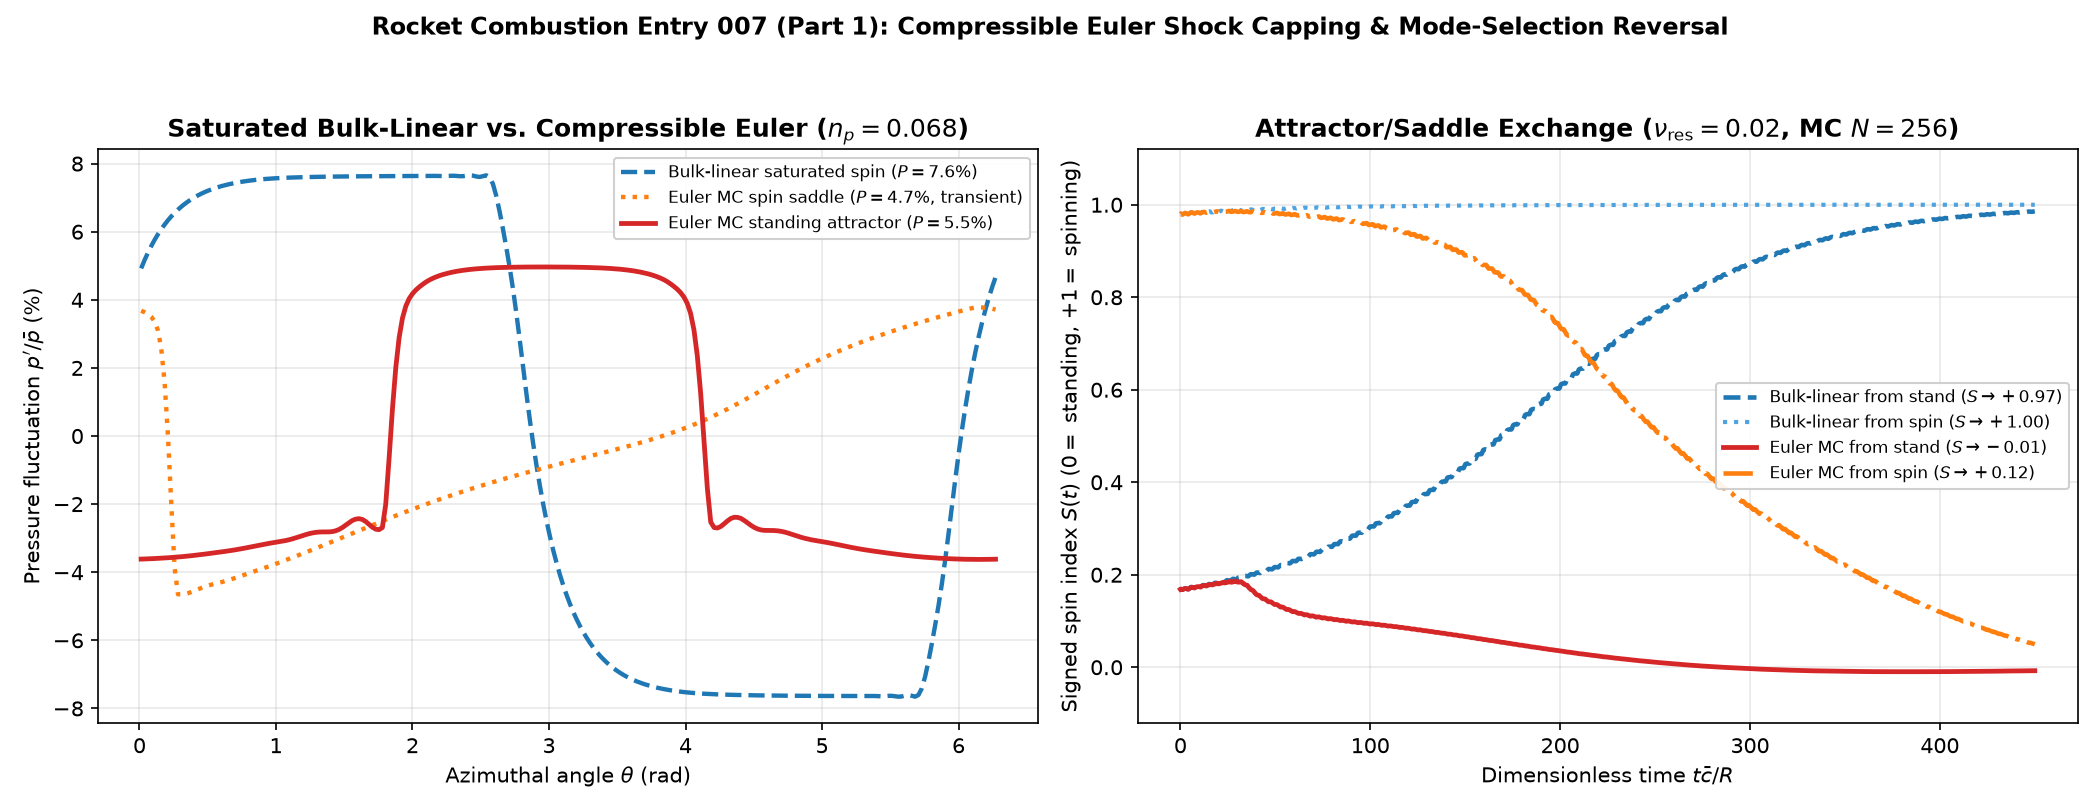 Rocket Combustion Entry 007 (Part 1): Compressible Euler Shock Capping & Mode-Selection Reversal
Saturated Bulk-Linear vs. Compressible Euler (n_p = 0.068)
Pressure fluctuation p′/p̄ (%)
8
6
4
2
0
−2
−4
−6
−8
Bulk-linear saturated spin (P = 7.6%)
Euler MC spin saddle (P = 4.7%, transient)
Euler MC standing attractor (P = 5.5%)
0 1 2 3 4 5 6
Azimuthal angle θ (rad)
Attractor/Saddle Exchange (ν_res = 0.02, MC N = 256)
Signed spin index S(t) (0 = standing, +1 = spinning)
1.0
0.8
0.6
0.4
0.2
0.0
Bulk-linear from stand (S → +0.97)
Bulk-linear from spin (S → +1.00)
Euler MC from stand (S → −0.01)
Euler MC from spin (S → +0.12)
0 100 200 300 400
Dimensionless time tc̄/R